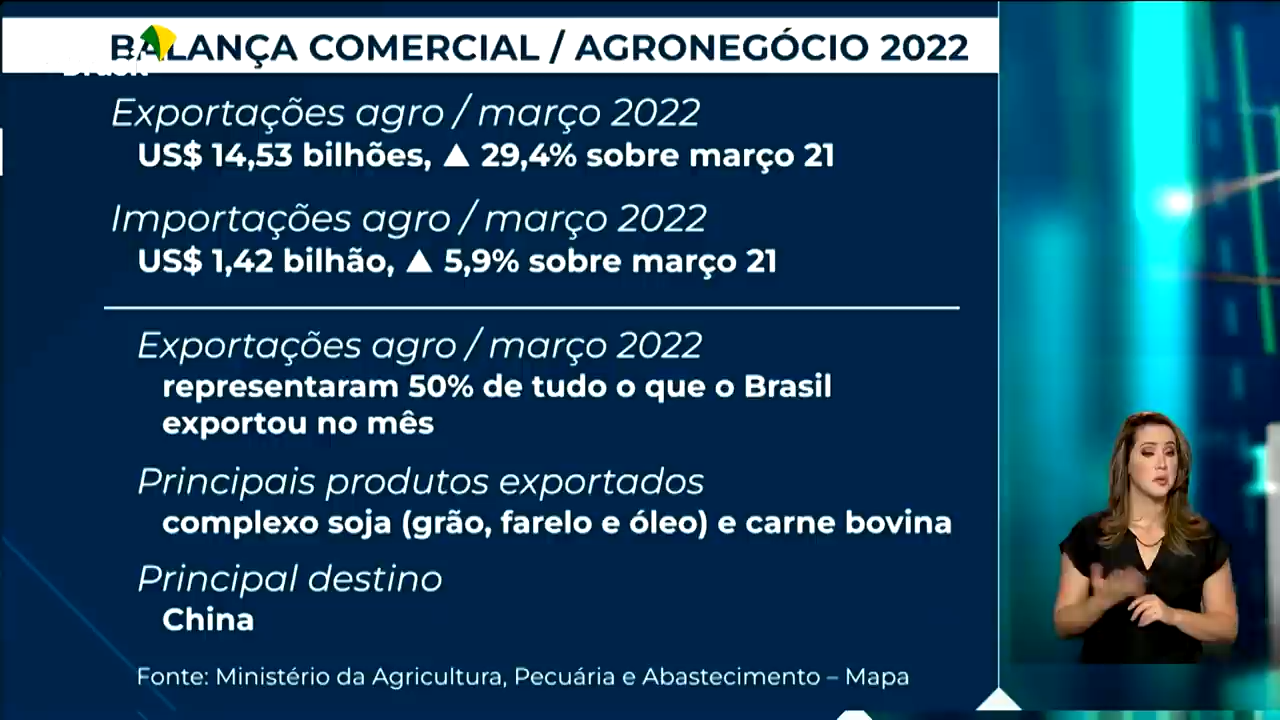 BALANÇA COMERCIAL / AGRONEGÓCIO 2022
Brasil
Exportações agro / março 2022
US$ 14,53 bilhões, ▲ 29,4% sobre março 21
Importações agro / março 2022
US$ 1,42 bilhão, ▲ 5,9% sobre março 21
Exportações agro / março 2022
representaram 50% de tudo o que o Brasil
exportou no mês
Principais produtos exportados
complexo soja (grão, farelo e óleo) e carne bovina
Principal destino
China
Fonte: Ministério da Agricultura, Pecuária e Abastecimento – Mapa